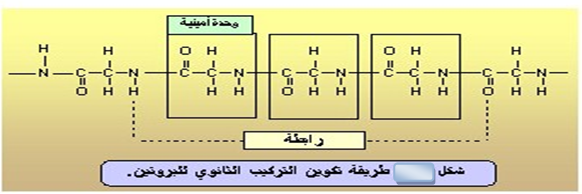 وحدة أمينية
H H O H H O H H
N C C N C C N C C N C C N C C N
O H H H H O H H H H O H H
رابطة
شكل طريقة تكوين التركيب الثانوي للبروتين.